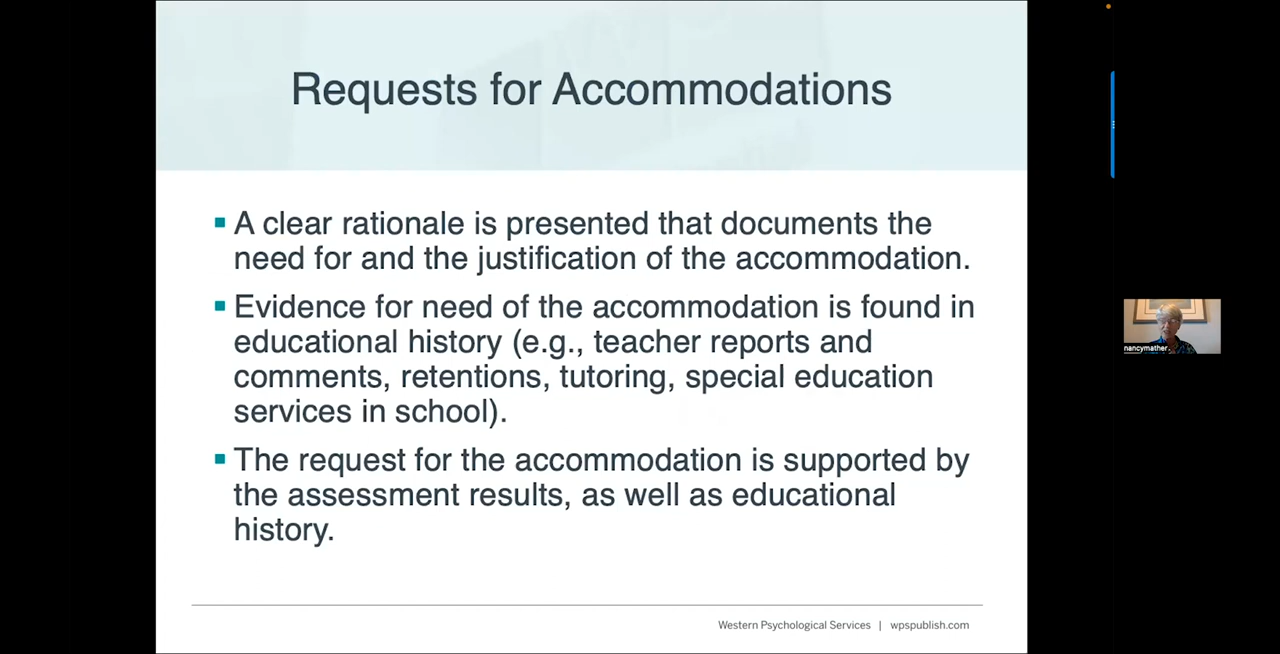 Requests for Accommodations
▪ A clear rationale is presented that documents the
need for and the justification of the accommodation.
▪ Evidence for need of the accommodation is found in
educational history (e.g., teacher reports and
comments, retentions, tutoring, special education
services in school).
▪ The request for the accommodation is supported by
the assessment results, as well as educational
history.
nancymather
Western Psychological Services | wpspublish.com